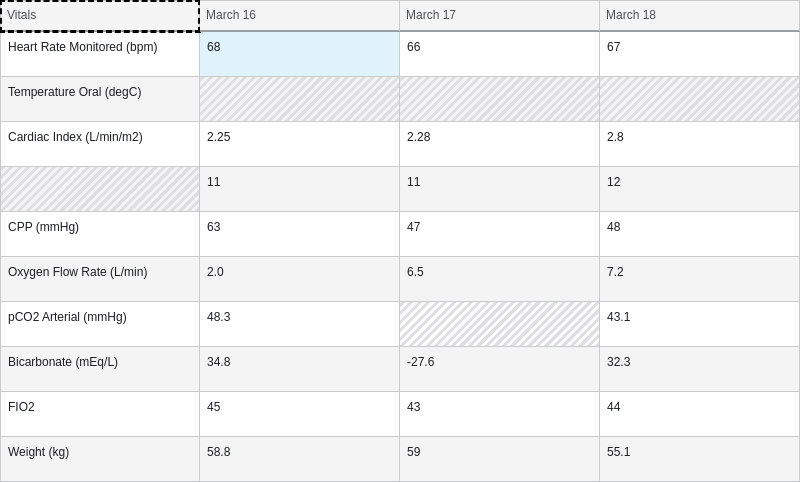 Vitals March 16 March 17 March 18
Heart Rate Monitored (bpm) 68 66 67
Temperature Oral (degC)
Cardiac Index (L/min/m2) 2.25 2.28 2.8
11 11 12
CPP (mmHg) 63 47 48
Oxygen Flow Rate (L/min) 2.0 6.5 7.2
pCO2 Arterial (mmHg) 48.3 43.1
Bicarbonate (mEq/L) 34.8 -27.6 32.3
FIO2 45 43 44
Weight (kg) 58.8 59 55.1